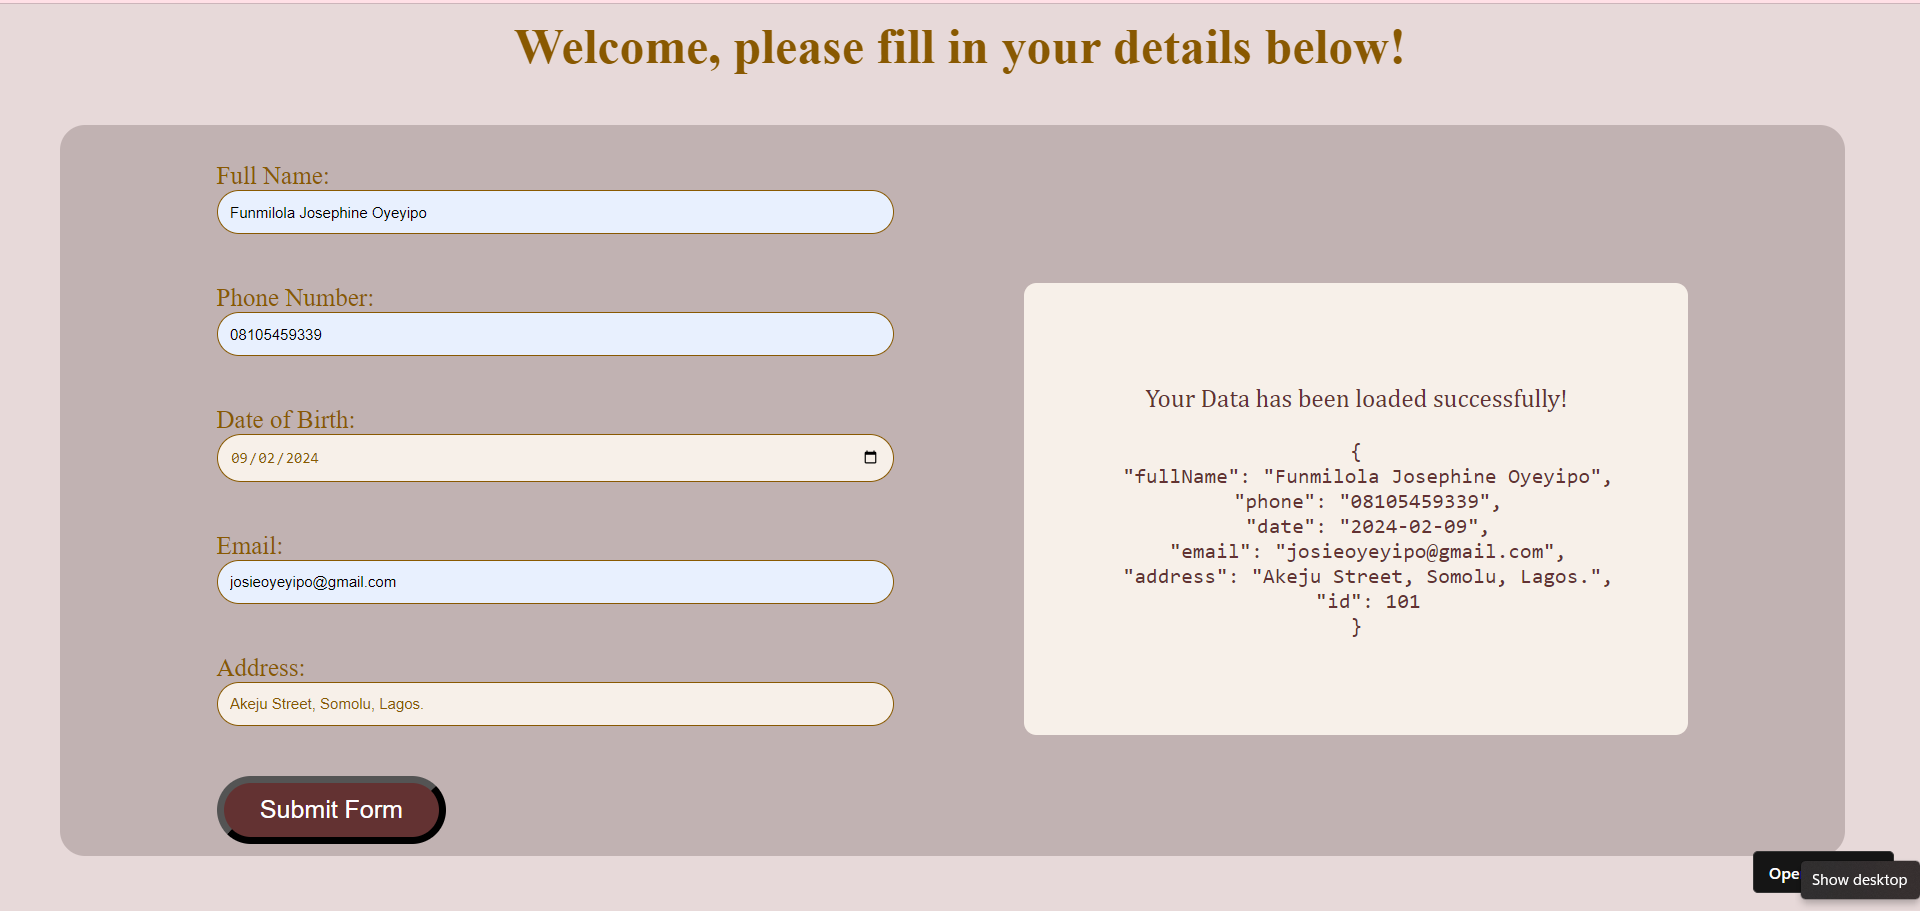 Welcome, please fill in your details below!
Full Name:
Funmilola Josephine Oyeyipo
Phone Number:
08105459339
Date of Birth:
09/02/2024
Email:
josieoyeyipo@gmail.com
Address:
Akeju Street, Somolu, Lagos.
Submit Form
Your Data has been loaded successfully!
{
"fullName": "Funmilola Josephine Oyeyipo",
"phone": "08105459339",
"date": "2024-02-09",
"email": "josieoyeyipo@gmail.com",
"address": "Akeju Street, Somolu, Lagos.",
"id": 101
}
Show desktop